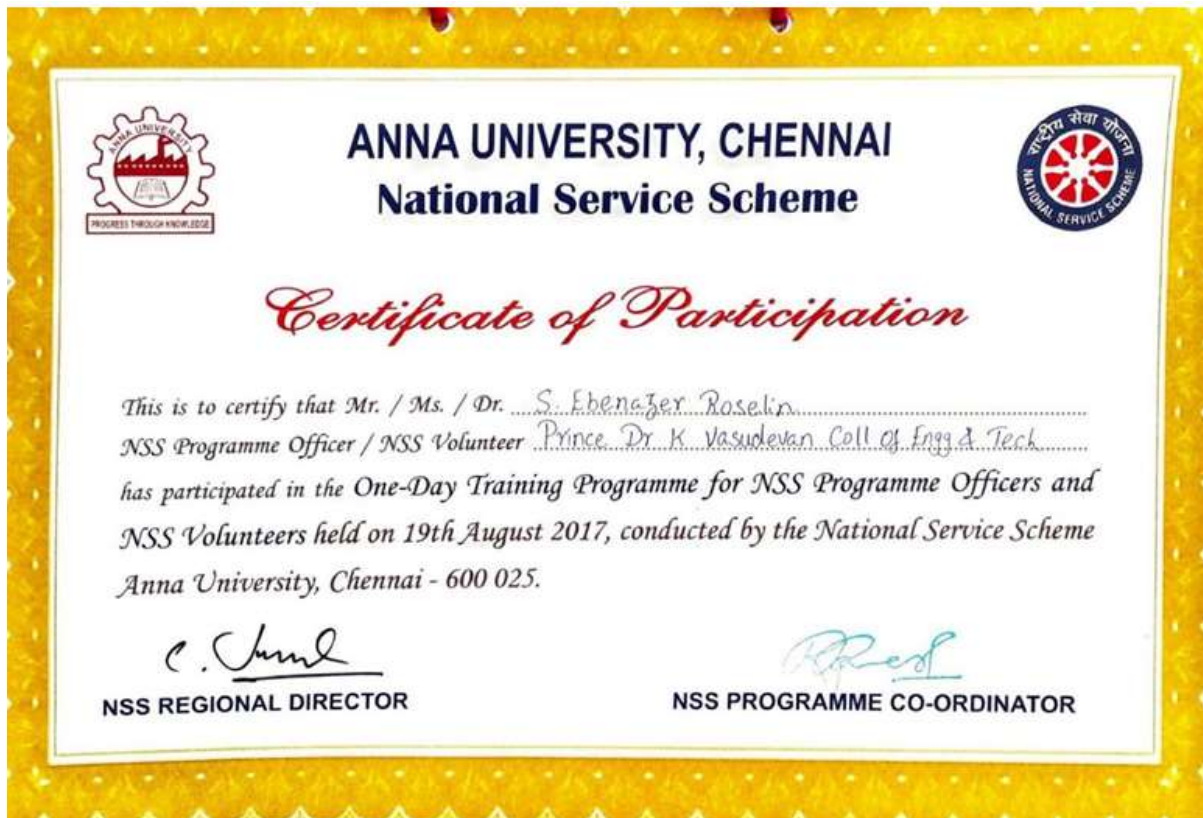 ANNA UNIVERSITY
PROGRESS THROUGH KNOWLEDGE
ANNA UNIVERSITY, CHENNAI
National Service Scheme
राष्ट्रीय सेवा योजना
NATIONAL SERVICE SCHEME
Certificate of Participation
This is to certify that Mr. / Ms. / Dr. S. Ebenazer Roselin
NSS Programme Officer / NSS Volunteer Prince Dr K Vasudevan Coll of Engg & Tech
has participated in the One-Day Training Programme for NSS Programme Officers and
NSS Volunteers held on 19th August 2017, conducted by the National Service Scheme
Anna University, Chennai - 600 025.
NSS REGIONAL DIRECTOR
NSS PROGRAMME CO-ORDINATOR